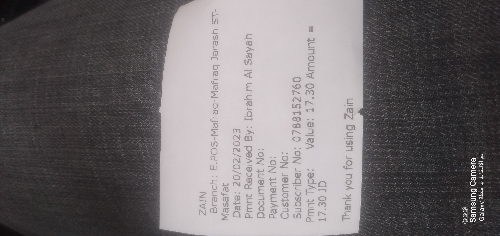 ZAIN
Branch: E.POS-Mafraq-Mafraq Jarash ST-
Masafat
Date: 20/02/2023
Pmnt Received By: Ibrahim Al Sayah
Document No:
Payment No:
Customer No:
Subscriber No: 0788152760
Pmnt Type: Value: 17.30 Amount =
17.30 JD
Thank you for using Zain
Samsung Camera